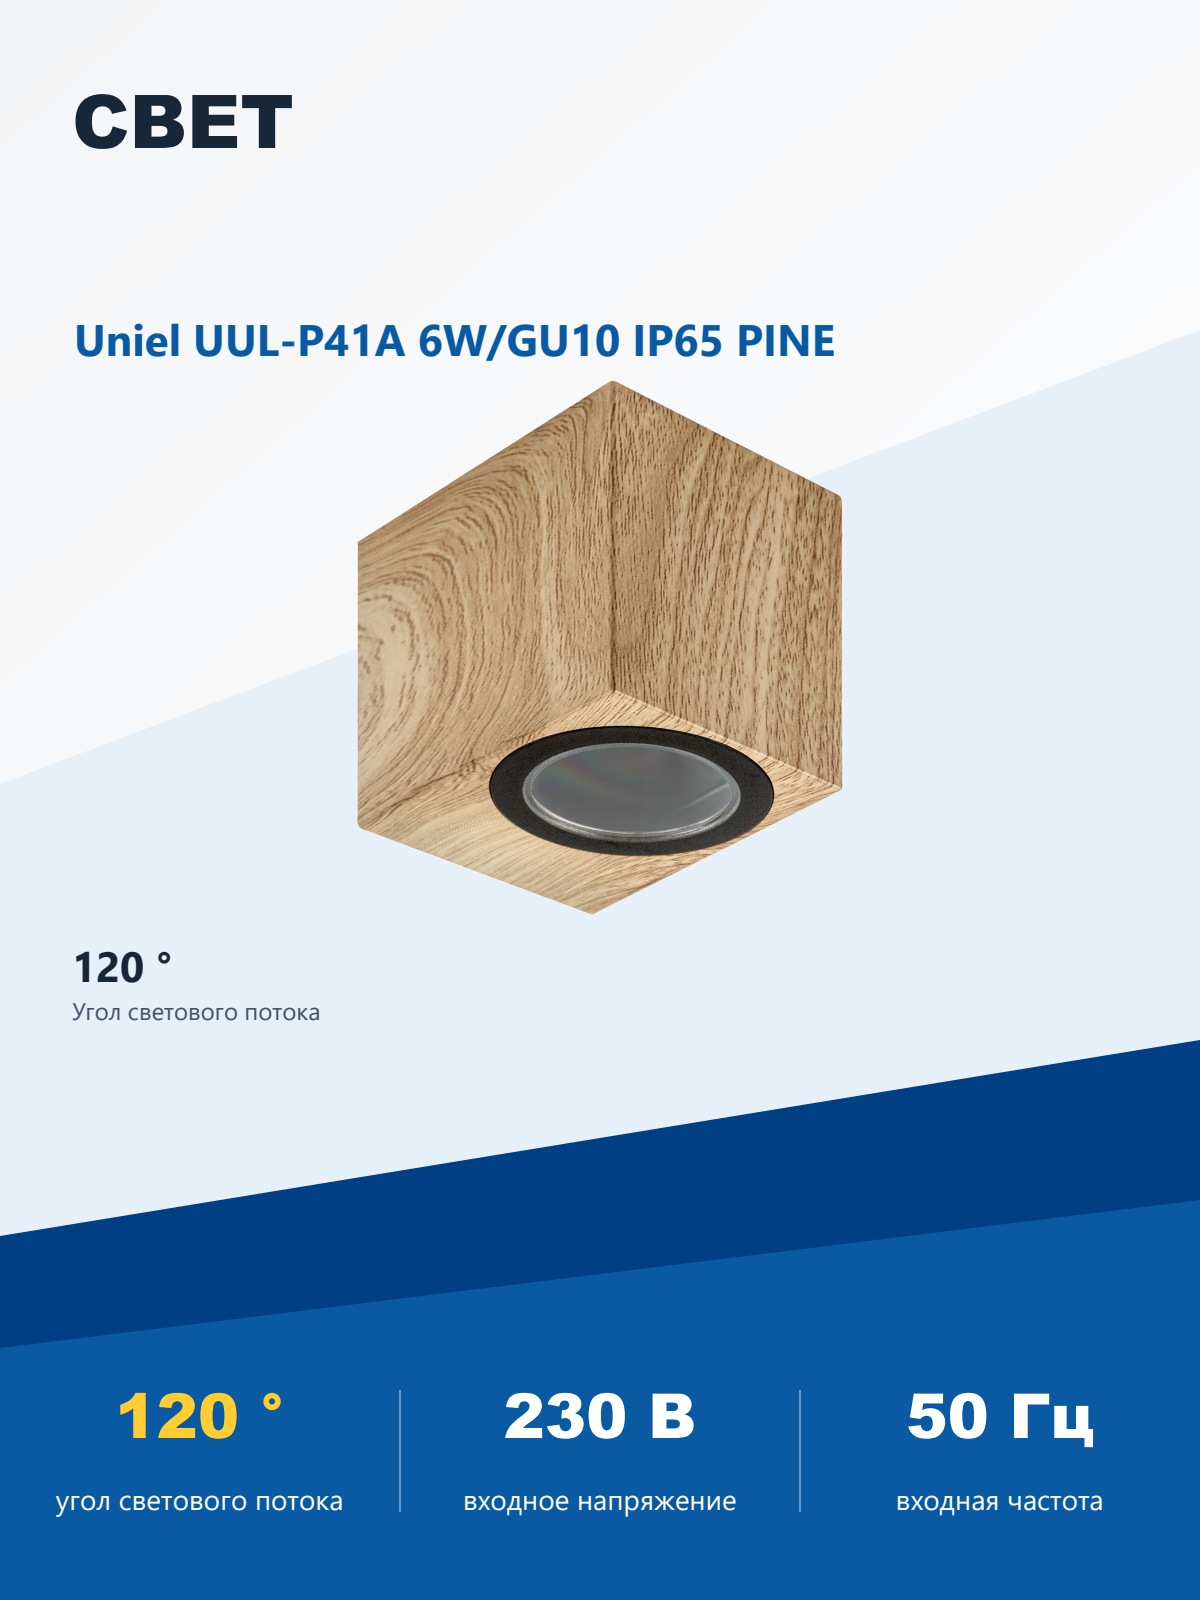 СВЕТ
Uniel UUL-P41A 6W/GU10 IP65 PINE
120 °
Угол светового потока
120 °
угол светового потока
230 В
входное напряжение
50 Гц
входная частота